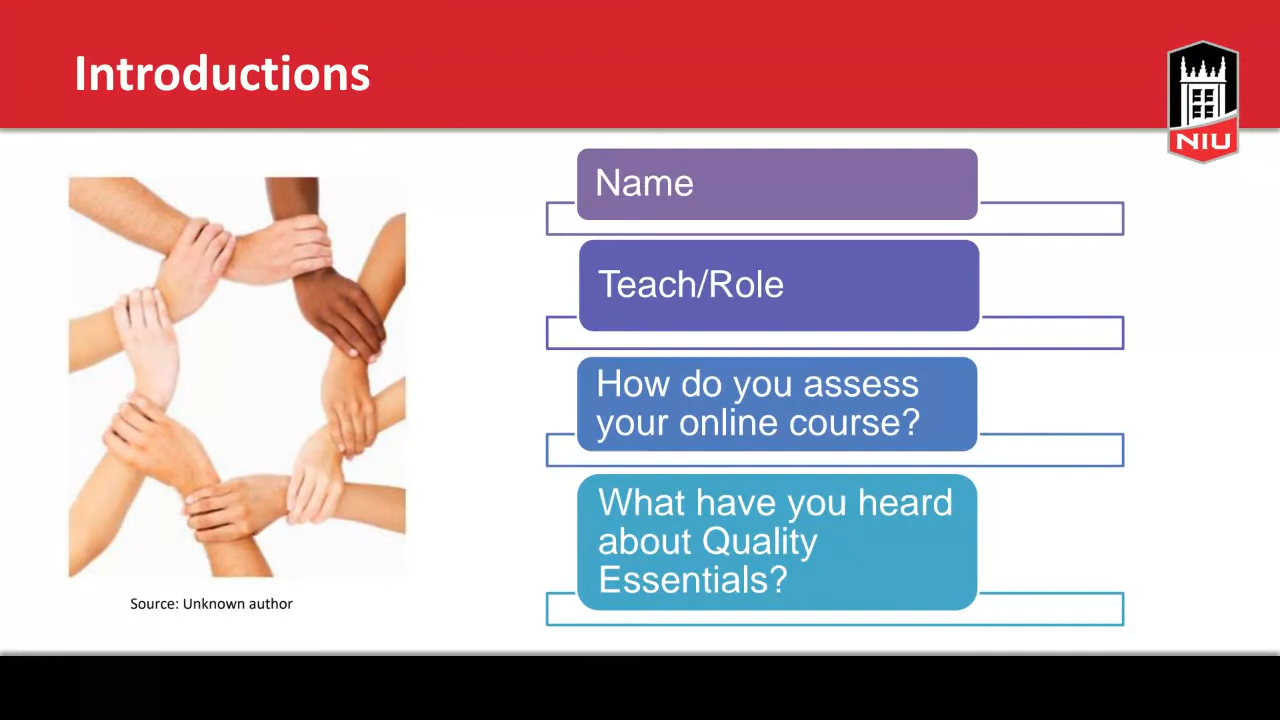 Introductions
NIU
Name
Teach/Role
How do you assess
your online course?
What have you heard
about Quality
Essentials?
Source: Unknown author